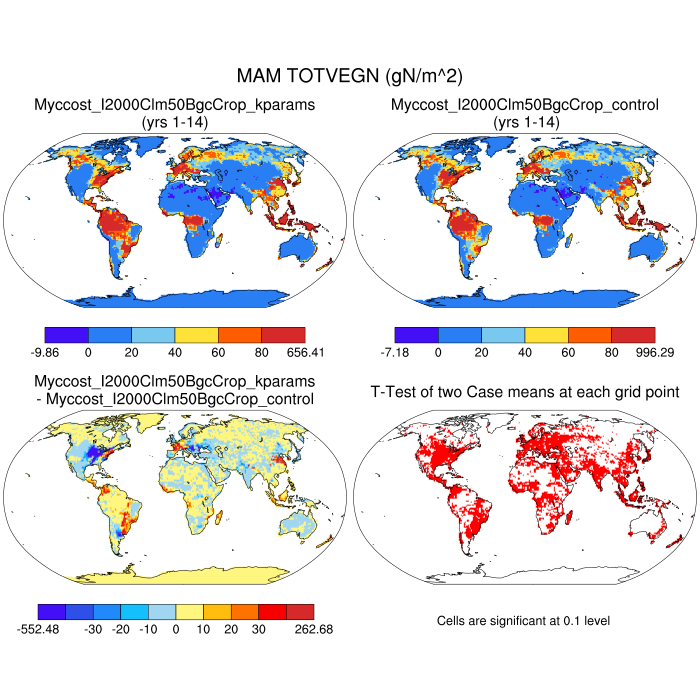 MAM TOTVEGN (gN/m^2)
Myccost_I2000Clm50BgcCrop_kparams
(yrs 1-14)
Myccost_I2000Clm50BgcCrop_control
(yrs 1-14)
-9.86 0 20 40 60 80 656.41
-7.18 0 20 40 60 80 996.29
Myccost_I2000Clm50BgcCrop_kparams
- Myccost_I2000Clm50BgcCrop_control
T-Test of two Case means at each grid point
-552.48 -30 -20 -10 0 10 20 30 262.68
Cells are significant at 0.1 level